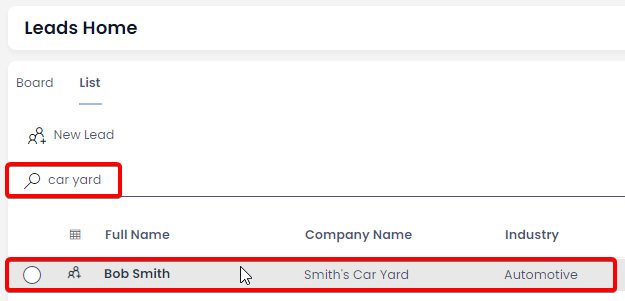 Leads Home
Board List
New Lead
car yard
Full Name Company Name Industry
Bob Smith Smith's Car Yard Automotive